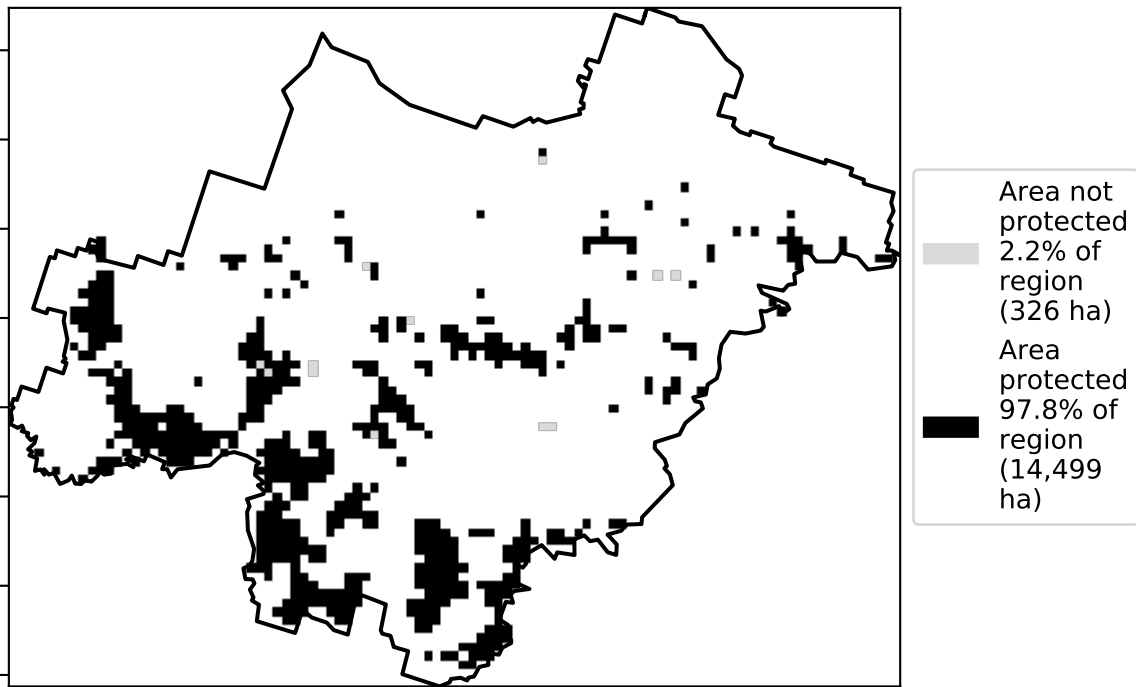 Area not
protected
2.2% of
region
(326 ha)
Area
protected
97.8% of
region
(14,499
ha)